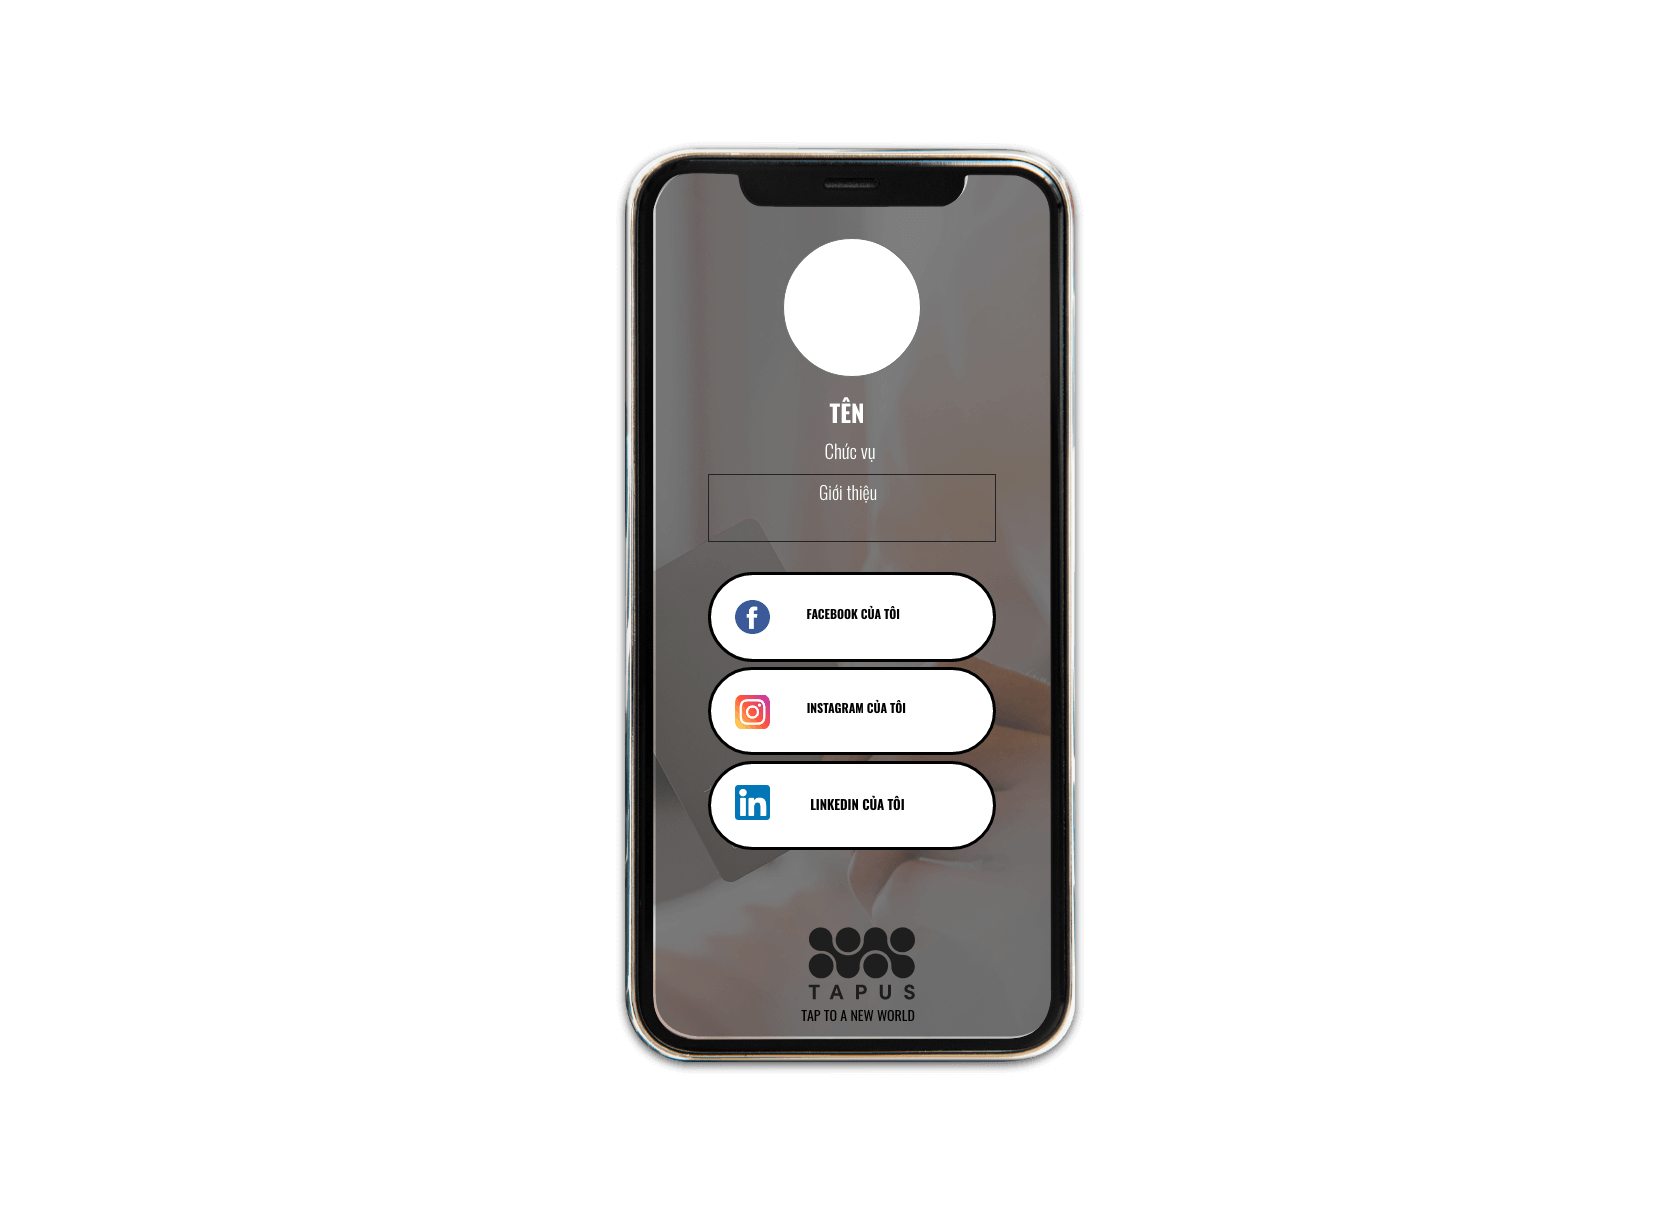 TÊN
Chức vụ
Giới thiệu
FACEBOOK CỦA TÔI
INSTAGRAM CỦA TÔI
in LINKEDIN CỦA TÔI
TAPUS
TAP TO A NEW WORLD